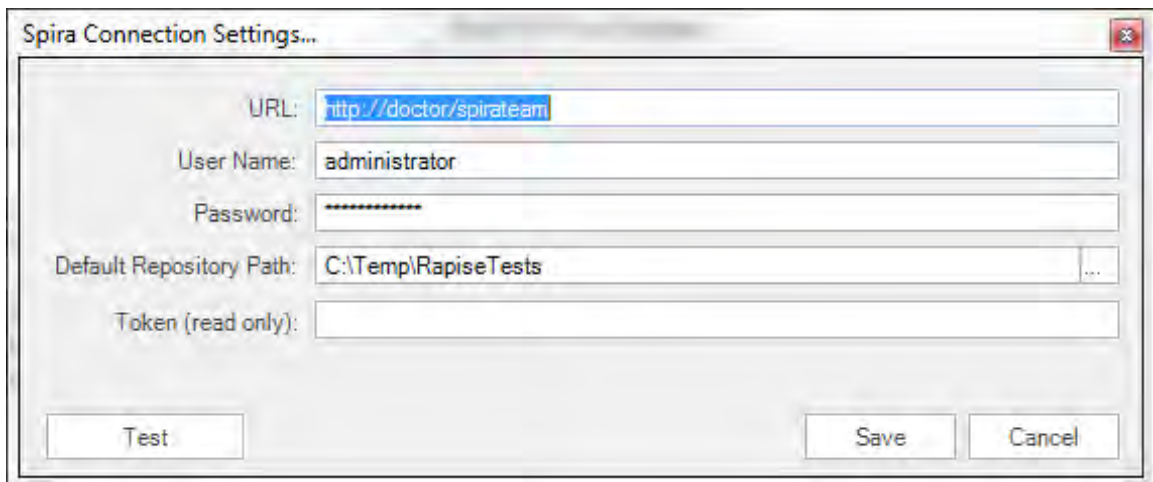 Spira Connection Settings...
URL: http://doctor/spirateam
User Name: administrator
Password: ************
Default Repository Path: C:\Temp\RapiseTests ...
Token (read only):
Test Save Cancel